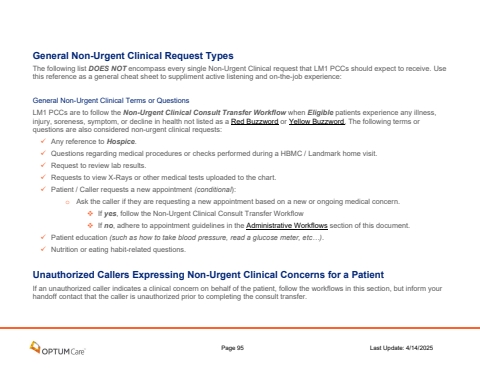 General Non-Urgent Clinical Request Types
The following list DOES NOT encompass every single Non-Urgent Clinical request that LM1 PCCs should expect to receive. Use
this reference as a general cheat sheet to suppliment active listening and on-the-job experience:
General Non-Urgent Clinical Terms or Questions
LM1 PCCs are to follow the Non-Urgent Clinical Consult Transfer Workflow when Eligible patients experience any illness,
injury, soreness, symptom, or decline in health not listed as a Red Buzzword or Yellow Buzzword. The following terms or
questions are also considered non-urgent clinical requests:
✓ Any reference to Hospice.
✓ Questions regarding medical procedures or checks performed during a HBMC / Landmark home visit.
✓ Request to review lab results.
✓ Requests to view X-Rays or other medical tests uploaded to the chart.
✓ Patient / Caller requests a new appointment (conditional):
o Ask the caller if they are requesting a new appointment based on a new or ongoing medical concern.
❖ If yes, follow the Non-Urgent Clinical Consult Transfer Workflow
❖ If no, adhere to appointment guidelines in the Administrative Workflows section of this document.
✓ Patient education (such as how to take blood pressure, read a glucose meter, etc…).
✓ Nutrition or eating habit-related questions.
Unauthorized Callers Expressing Non-Urgent Clinical Concerns for a Patient
If an unauthorized caller indicates a clinical concern on behalf of the patient, follow the workflows in this section, but inform your
handoff contact that the caller is unauthorized prior to completing the consult transfer.
OPTUMCare® Page 95 Last Update: 4/14/2025